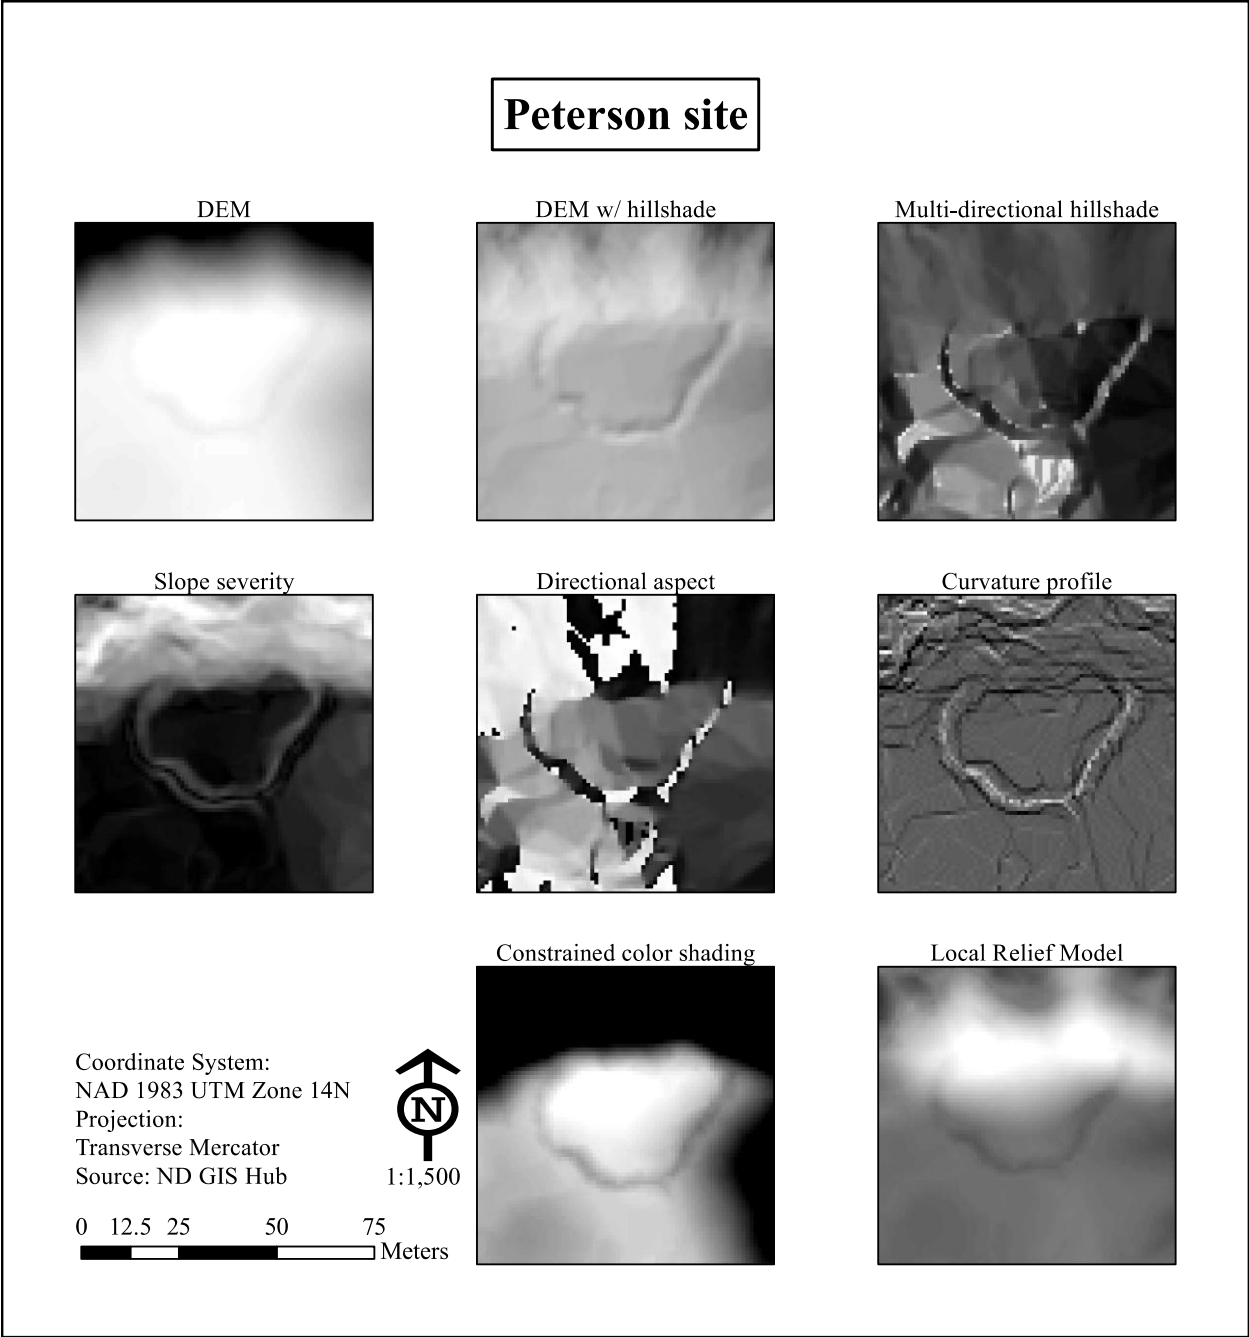 Peterson site
DEM
DEM w/ hillshade
Multi-directional hillshade
Slope severity
Directional aspect
Curvature profile
Constrained color shading
Local Relief Model
Coordinate System:
NAD 1983 UTM Zone 14N
Projection:
Transverse Mercator
Source: ND GIS Hub
N
1:1,500
0 12.5 25 50 75
Meters